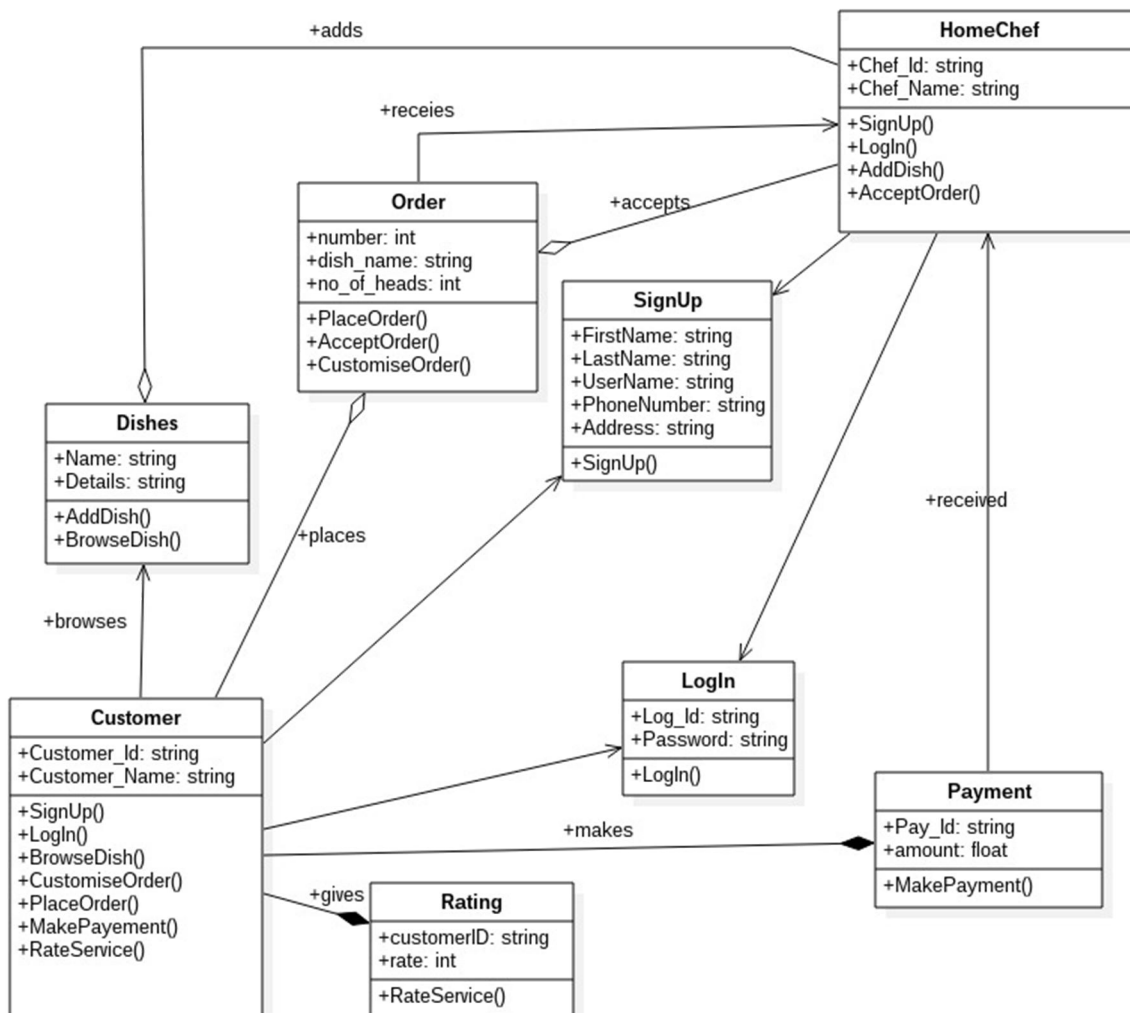 +adds
HomeChef
+Chef_Id: string
+Chef_Name: string
+SignUp()
+LogIn()
+AddDish()
+AcceptOrder()
+receies
Order
+number: int
+dish_name: string
+no_of_heads: int
+PlaceOrder()
+AcceptOrder()
+CustomiseOrder()
+accepts
SignUp
+FirstName: string
+LastName: string
+UserName: string
+PhoneNumber: string
+Address: string
+SignUp()
Dishes
+Name: string
+Details: string
+AddDish()
+BrowseDish()
+places
+received
+browses
LogIn
+Log_Id: string
+Password: string
+LogIn()
Customer
+Customer_Id: string
+Customer_Name: string
+SignUp()
+LogIn()
+BrowseDish()
+CustomiseOrder()
+PlaceOrder()
+MakePayement()
+RateService()
+makes
Payment
+Pay_Id: string
+amount: float
+MakePayment()
+gives
Rating
+customerID: string
+rate: int
+RateService()